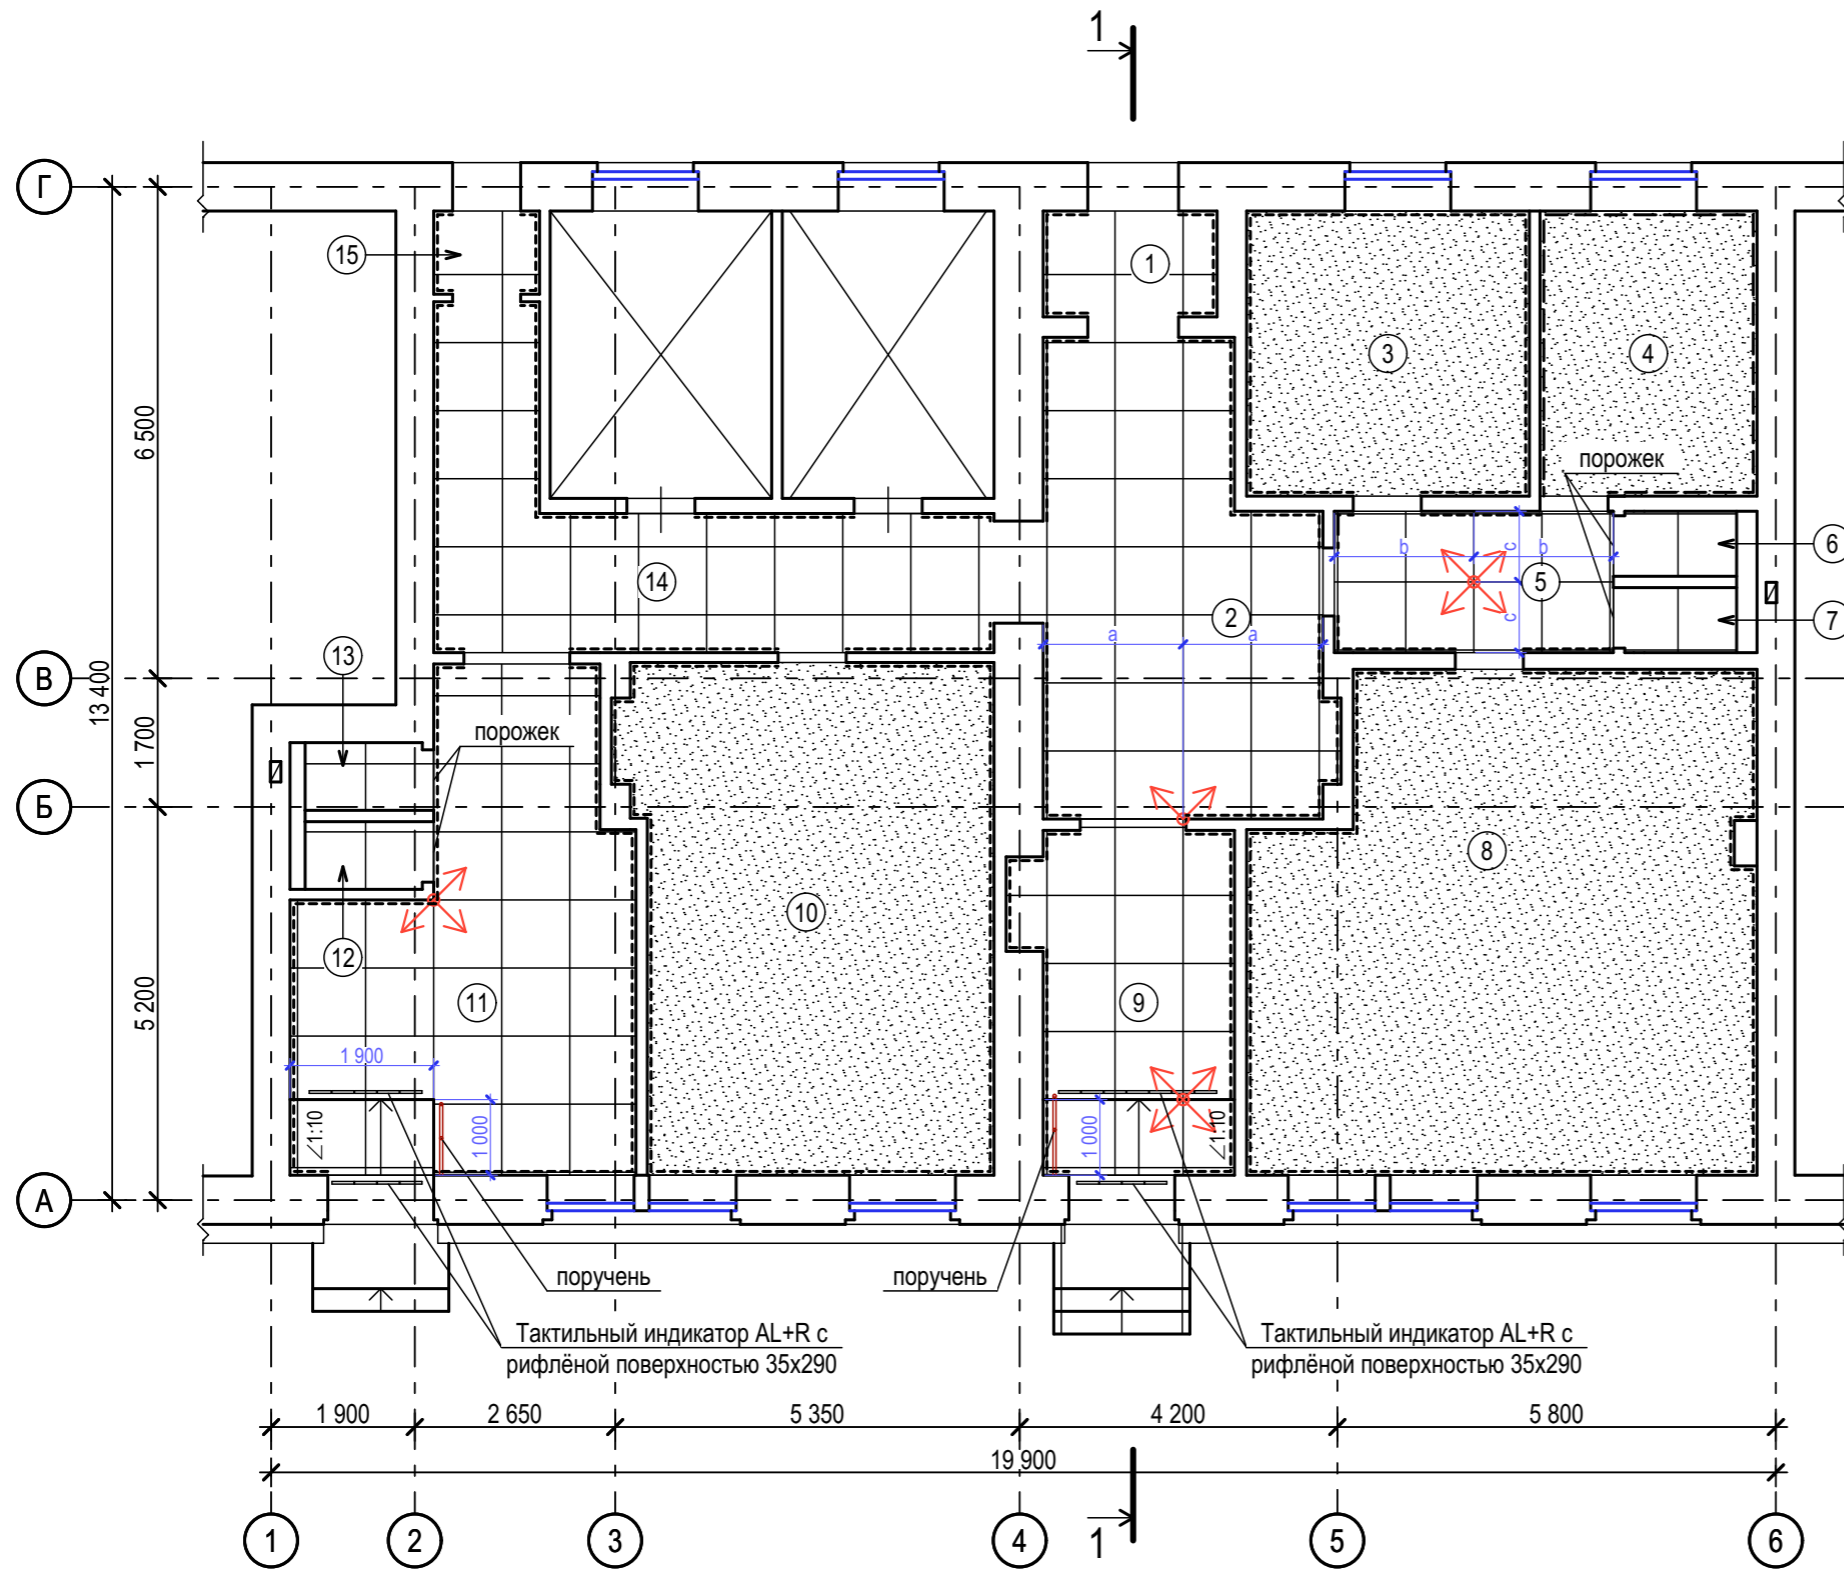 1
Г
15
1
3
4
порожек
6 500
b
c
b
6
14
5
2
c
7
a
a
13
В
13 400
порожек
1 700
Б
8
10
12
11
9
5 200
1 900
∠1:10
1 000
1 000
∠1:10
А
поручень
поручень
Тактильный индикатор AL+R с
рифлёной поверхностью 35x290
Тактильный индикатор AL+R с
рифлёной поверхностью 35x290
1 900
2 650
5 350
4 200
5 800
19 900
1
1
2
3
4
5
6